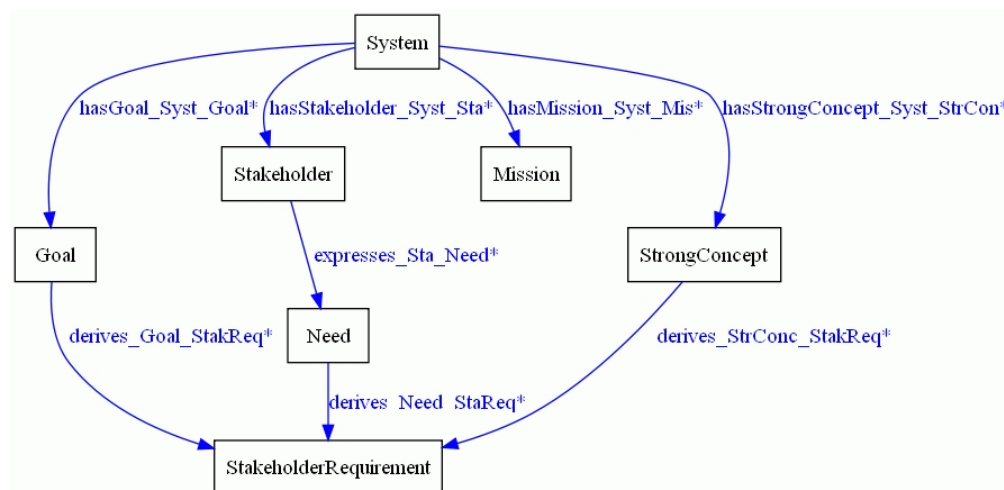 System
hasGoal_Syst_Goal*
hasStakeholder_Syst_Sta*
hasMission_Syst_Mis*
hasStrongConcept_Syst_StrCon*
Stakeholder
Mission
Goal
expresses_Sta_Need*
StrongConcept
derives_Goal_StakReq*
Need
derives_StrConc_StakReq*
derives_Need_StaReq*
StakeholderRequirement